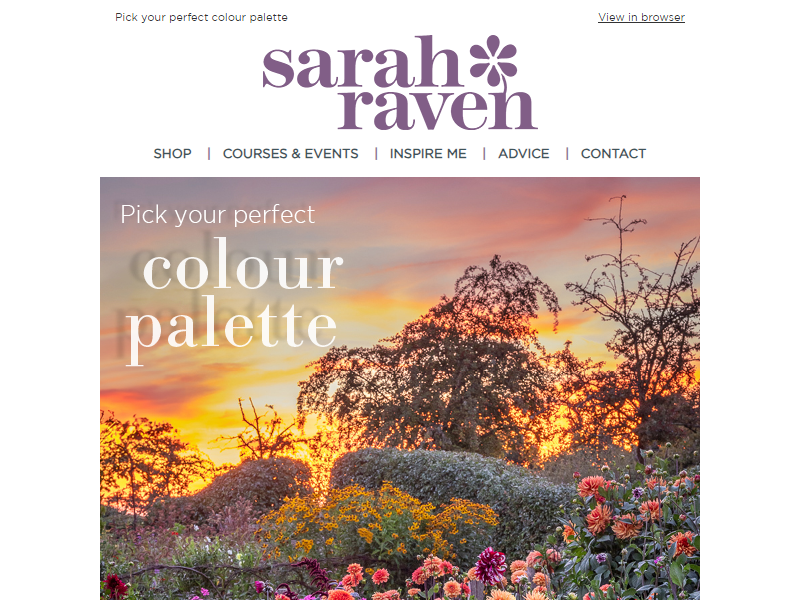 Pick your perfect colour palette
View in browser
sarah
raven
SHOP | COURSES & EVENTS | INSPIRE ME | ADVICE | CONTACT
Pick your perfect
colour
palette